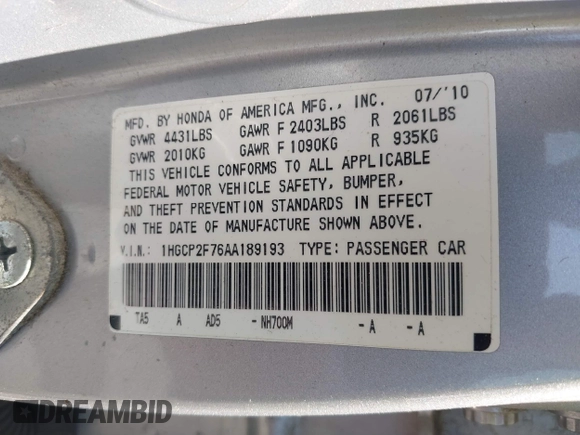 MFD. BY HONDA OF AMERICA MFG., INC. 07/'10
GVWR 4431LBS GAWR F 2403LBS R 2061LBS
GVWR 2010KG GAWR F 1090KG R 935KG
THIS VEHICLE CONFORMS TO ALL APPLICABLE
FEDERAL MOTOR VEHICLE SAFETY, BUMPER,
AND THEFT PREVENTION STANDARDS IN EFFECT
ON THE DATE OF MANUFACTURE SHOWN ABOVE.
V.I.N.: 1HGCP2F76AA189193 TYPE: PASSENGER CAR
TA5 A AD5 - NH700M - A - A
DREAMBID